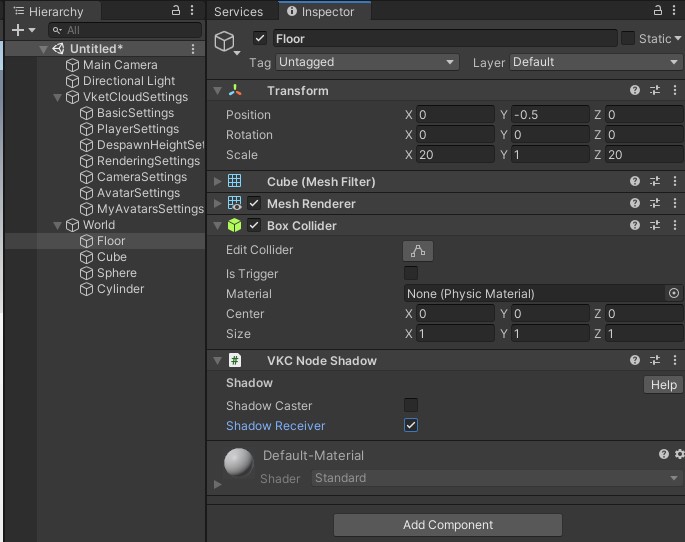 Hierarchy
All
Untitled*
Main Camera
Directional Light
VketCloudSettings
BasicSettings
PlayerSettings
DespawnHeightSet
RenderingSettings
CameraSettings
AvatarSettings
MyAvatarsSettings
World
Floor
Cube
Sphere
Cylinder
Services Inspector
Floor Static
Tag Untagged Layer Default
Transform
Position X 0 Y -0.5 Z 0
Rotation X 0 Y 0 Z 0
Scale X 20 Y 1 Z 20
Cube (Mesh Filter)
Mesh Renderer
Box Collider
Edit Collider
Is Trigger
Material None (Physic Material)
Center X 0 Y 0 Z 0
Size X 1 Y 1 Z 1
# VKC Node Shadow
Shadow Help
Shadow Caster
Shadow Receiver
Default-Material
Shader Standard
Add Component